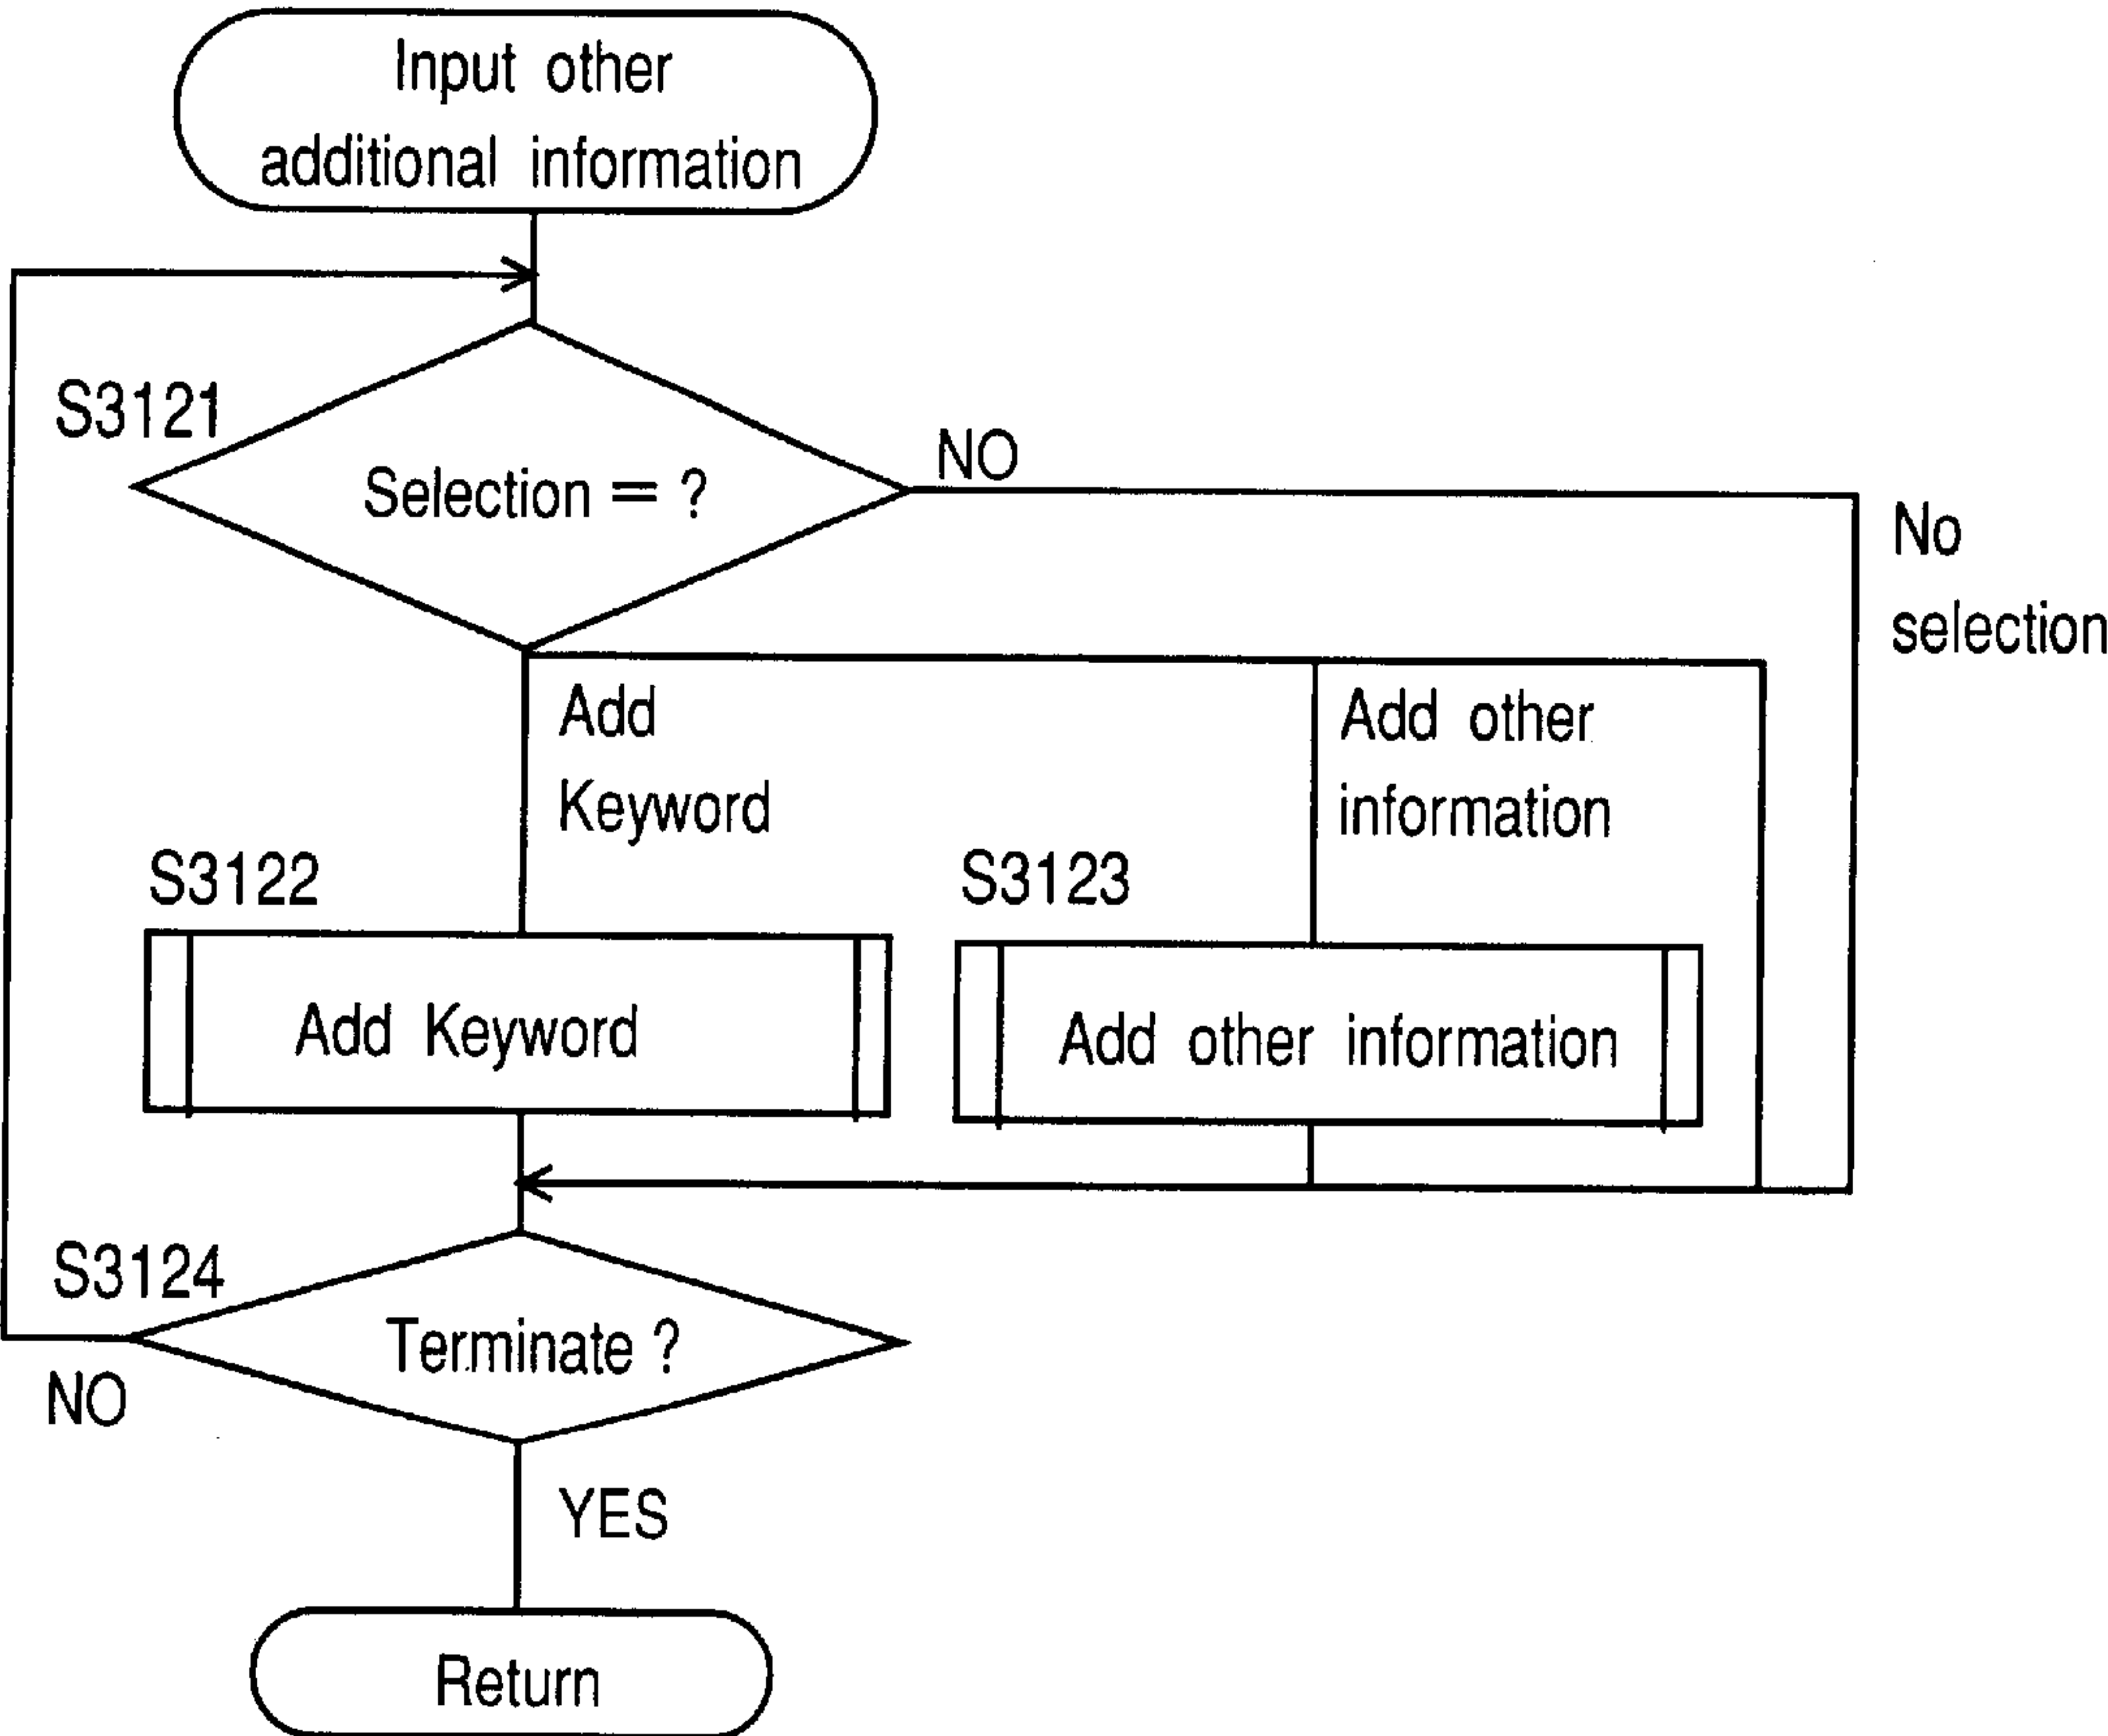 Input other
additional information
S3121
Selection = ?
NO
No
selection
Add
Keyword
Add other
information
S3122
S3123
Add Keyword
Add other information
S3124
Terminate ?
NO
YES
Return